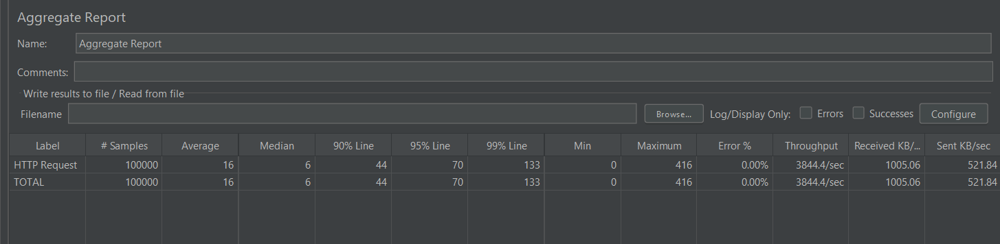 Aggregate Report
Name: Aggregate Report
Comments:
Write results to file / Read from file
Filename Browse... Log/Display Only: Errors Successes Configure
Label # Samples Average Median 90% Line 95% Line 99% Line Min Maximum Error % Throughput Received KB/... Sent KB/sec
HTTP Request 100000 16 6 44 70 133 0 416 0.00% 3844.4/sec 1005.06 521.84
TOTAL 100000 16 6 44 70 133 0 416 0.00% 3844.4/sec 1005.06 521.84